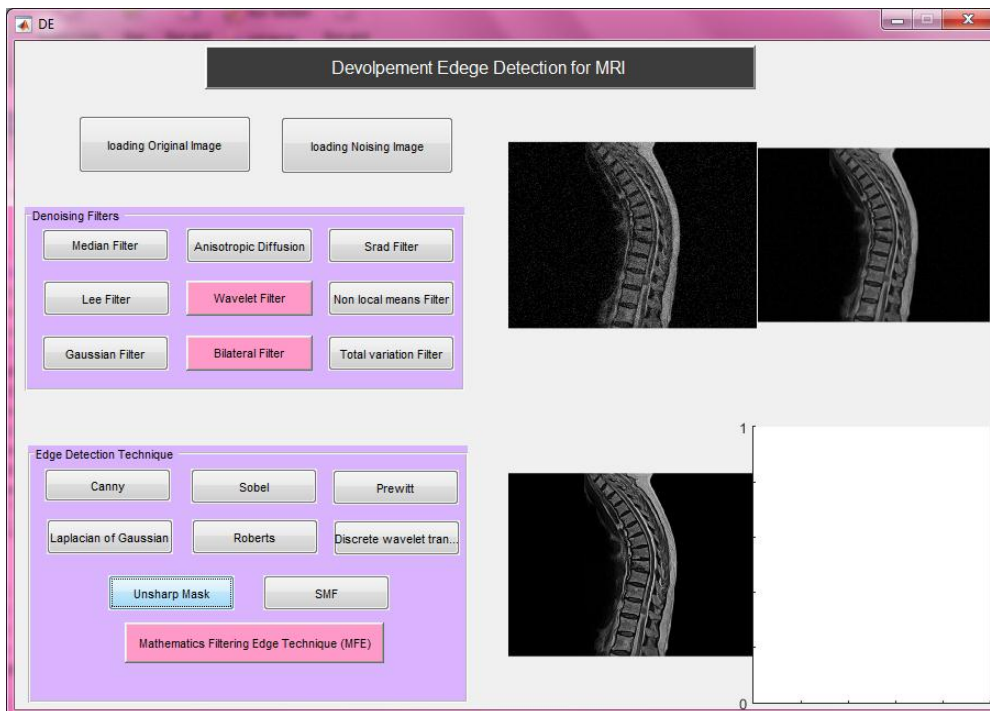 DE
Devolpement Edege Detection for MRI
loading Original Image
loading Noising Image
Denoising Filters
Median Filter
Anisotropic Diffusion
Srad Filter
Lee Filter
Wavelet Filter
Non local means Filter
Gaussian Filter
Bilateral Filter
Total variation Filter
Edge Detection Technique
Canny
Sobel
Prewitt
Laplacian of Gaussian
Roberts
Discrete wavelet tran...
Unsharp Mask
SMF
Mathematics Filtering Edge Technique (MFE)
1
0